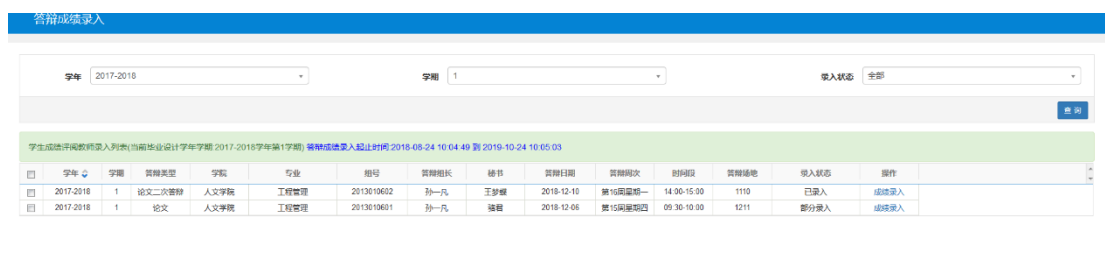 答辩成绩录入
学年 2017-2018 学期 1 录入状态 全部
查 询
学生成绩评阅教师录入列表(当前毕业设计学年学期:2017-2018学年第1学期) 答辩成绩录入起止时间:2018-08-24 10:04:49 到 2019-10-24 10:05:03
学年 学期 答辩类型 学院 专业 组号 答辩组长 秘书 答辩日期 答辩周次 时间段 答辩场地 录入状态 操作
2017-2018 1 论文二次答辩 人文学院 工程管理 2013010602 孙一凡 王梦蝶 2018-12-10 第16周星期一 14:00-15:00 1110 已录入 成绩录入
2017-2018 1 论文 人文学院 工程管理 2013010601 孙一凡 骆君 2018-12-06 第15周星期四 09:30-10:00 1211 部分录入 成绩录入